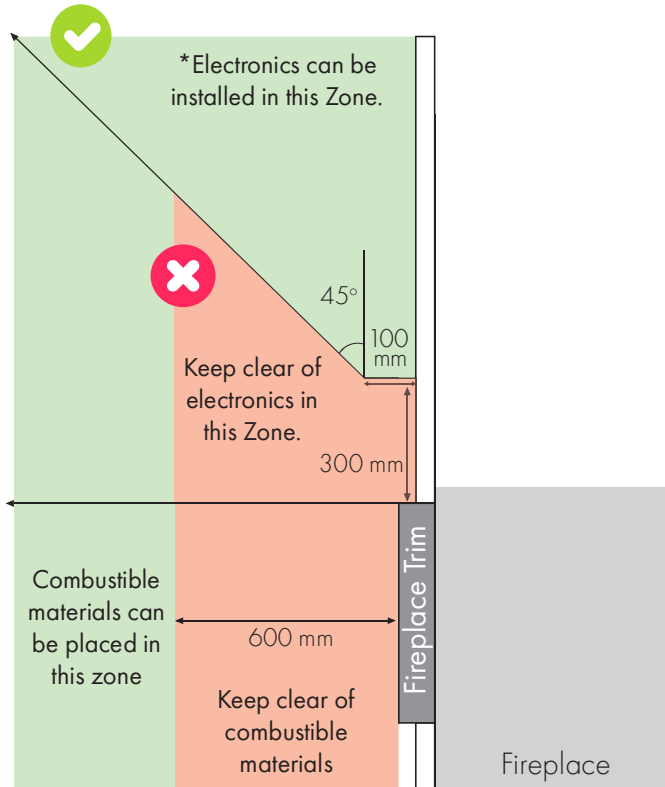 *Electronics can be
installed in this Zone.
45°
100
mm
Keep clear of
electronics in
this Zone.
300 mm
Combustible
materials can
be placed in
this zone
600 mm
Fireplace Trim
Keep clear of
combustible
materials
Fireplace